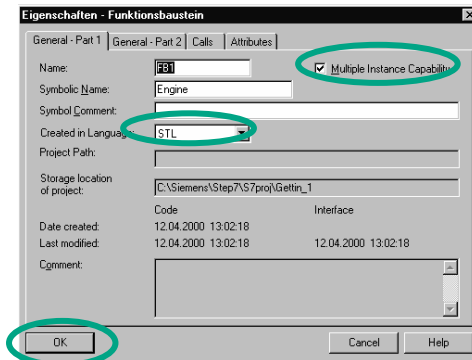 Eigenschaften - Funktionsbaustein
General - Part 1 General - Part 2 Calls Attributes
Name: FB1 Multiple Instance Capability
Symbolic Name: Engine
Symbol Comment:
Created in Language: STL
Project Path:
Storage location
of project: C:\Siemens\Step7\S7proj\Gettin_1
Code Interface
Date created: 12.04.2000 13:02:18
Last modified: 12.04.2000 13:02:18 12.04.2000 13:02:18
Comment:
OK Cancel Help